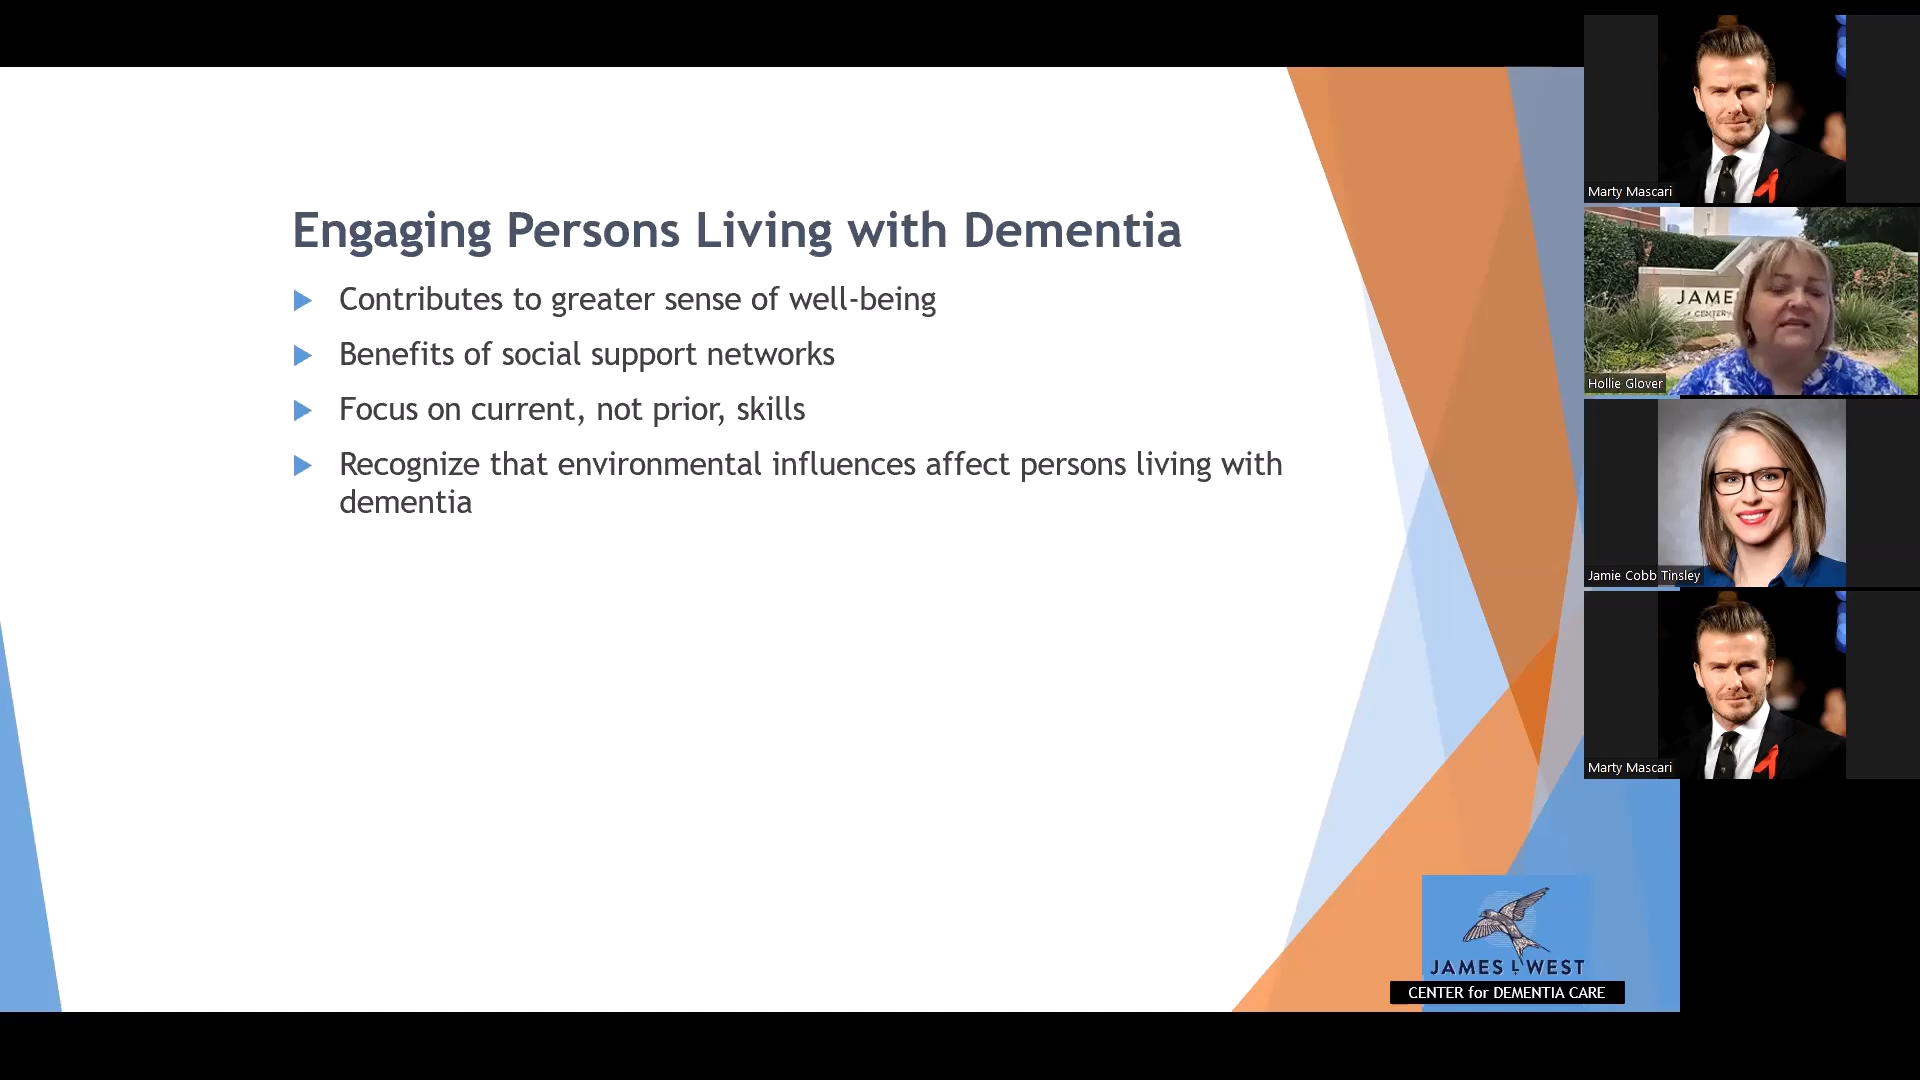 Engaging Persons Living with Dementia
Contributes to greater sense of well-being
Benefits of social support networks
Focus on current, not prior, skills
Recognize that environmental influences affect persons living with
dementia
JAMES L WEST
CENTER for DEMENTIA CARE
Marty Mascari
JAME
CENTER
Hollie Glover
Jamie Cobb Tinsley
Marty Mascari